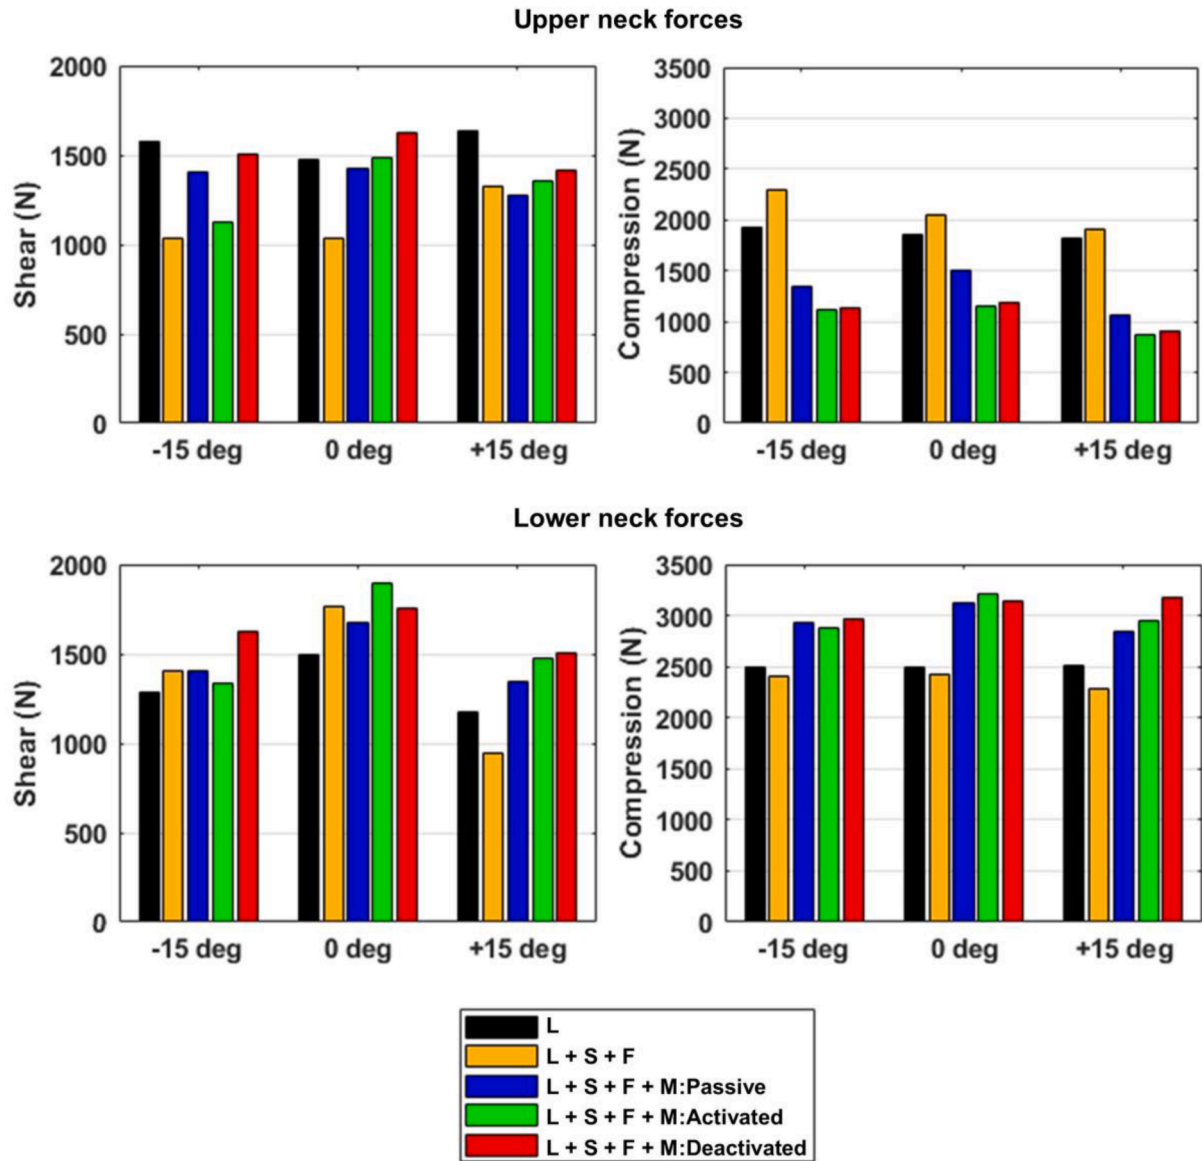 Upper neck forces
Shear (N)
2000
1500
1000
500
0
-15 deg
0 deg
+15 deg
Compression (N)
3500
3000
2500
2000
1500
1000
500
0
-15 deg
0 deg
+15 deg
Lower neck forces
Shear (N)
2000
1500
1000
500
0
-15 deg
0 deg
+15 deg
Compression (N)
3500
3000
2500
2000
1500
1000
500
0
-15 deg
0 deg
+15 deg
L
L + S + F
L + S + F + M:Passive
L + S + F + M:Activated
L + S + F + M:Deactivated